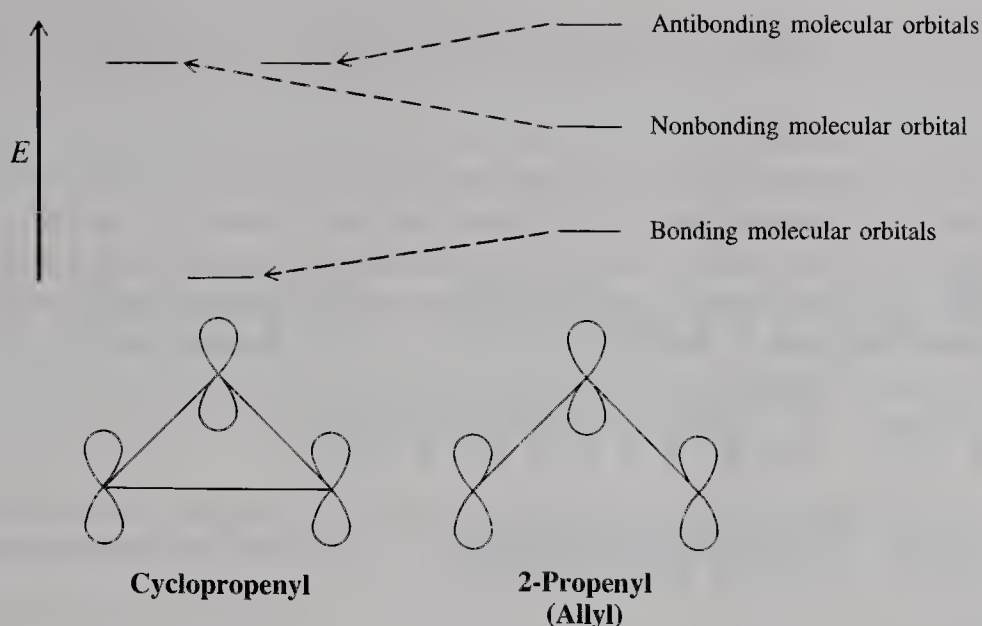 Antibonding molecular orbitals
Nonbonding molecular orbital
E
Bonding molecular orbitals
Cyclopropenyl
2-Propenyl
(Allyl)